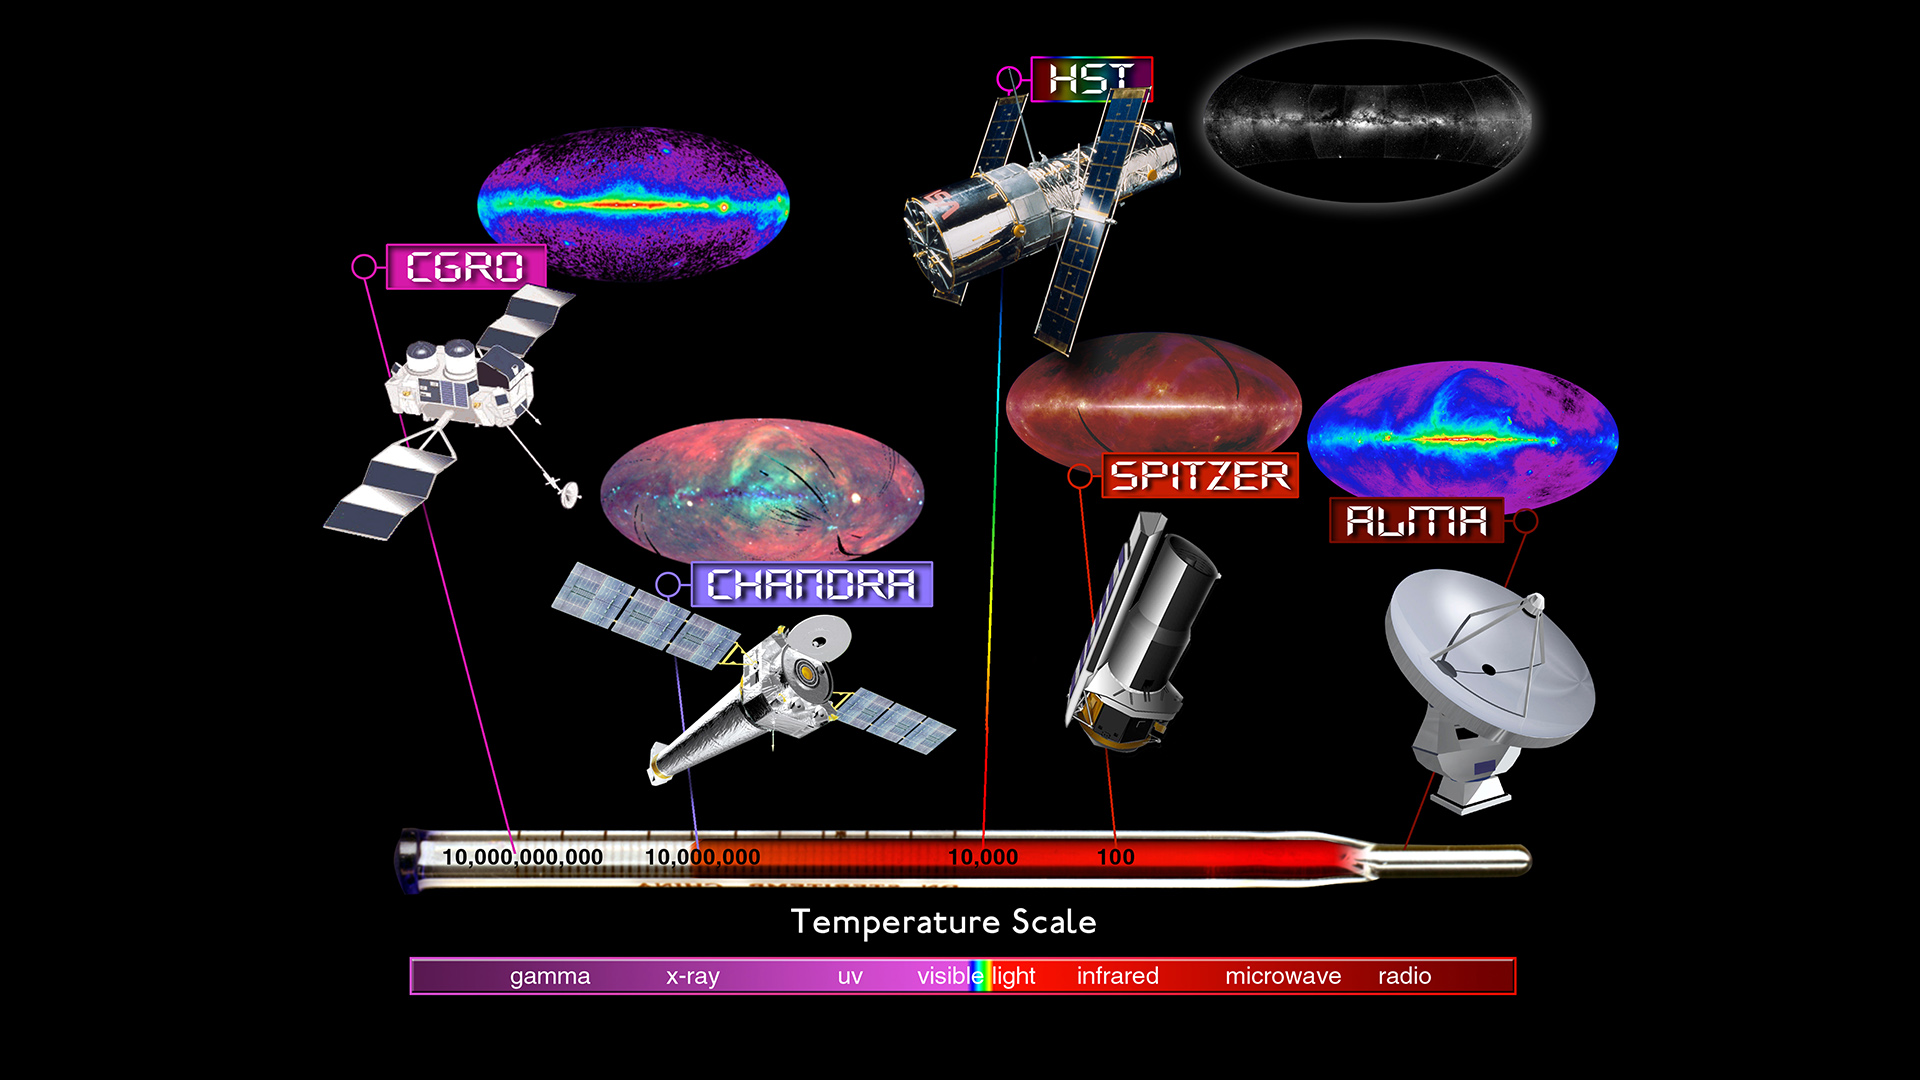 HST
CGRO
SPITZER
ALMA
CHANDRA
10,000,000,000 10,000,000 10,000 100
CHINA
Temperature Scale
gamma x-ray uv visible light infrared microwave radio